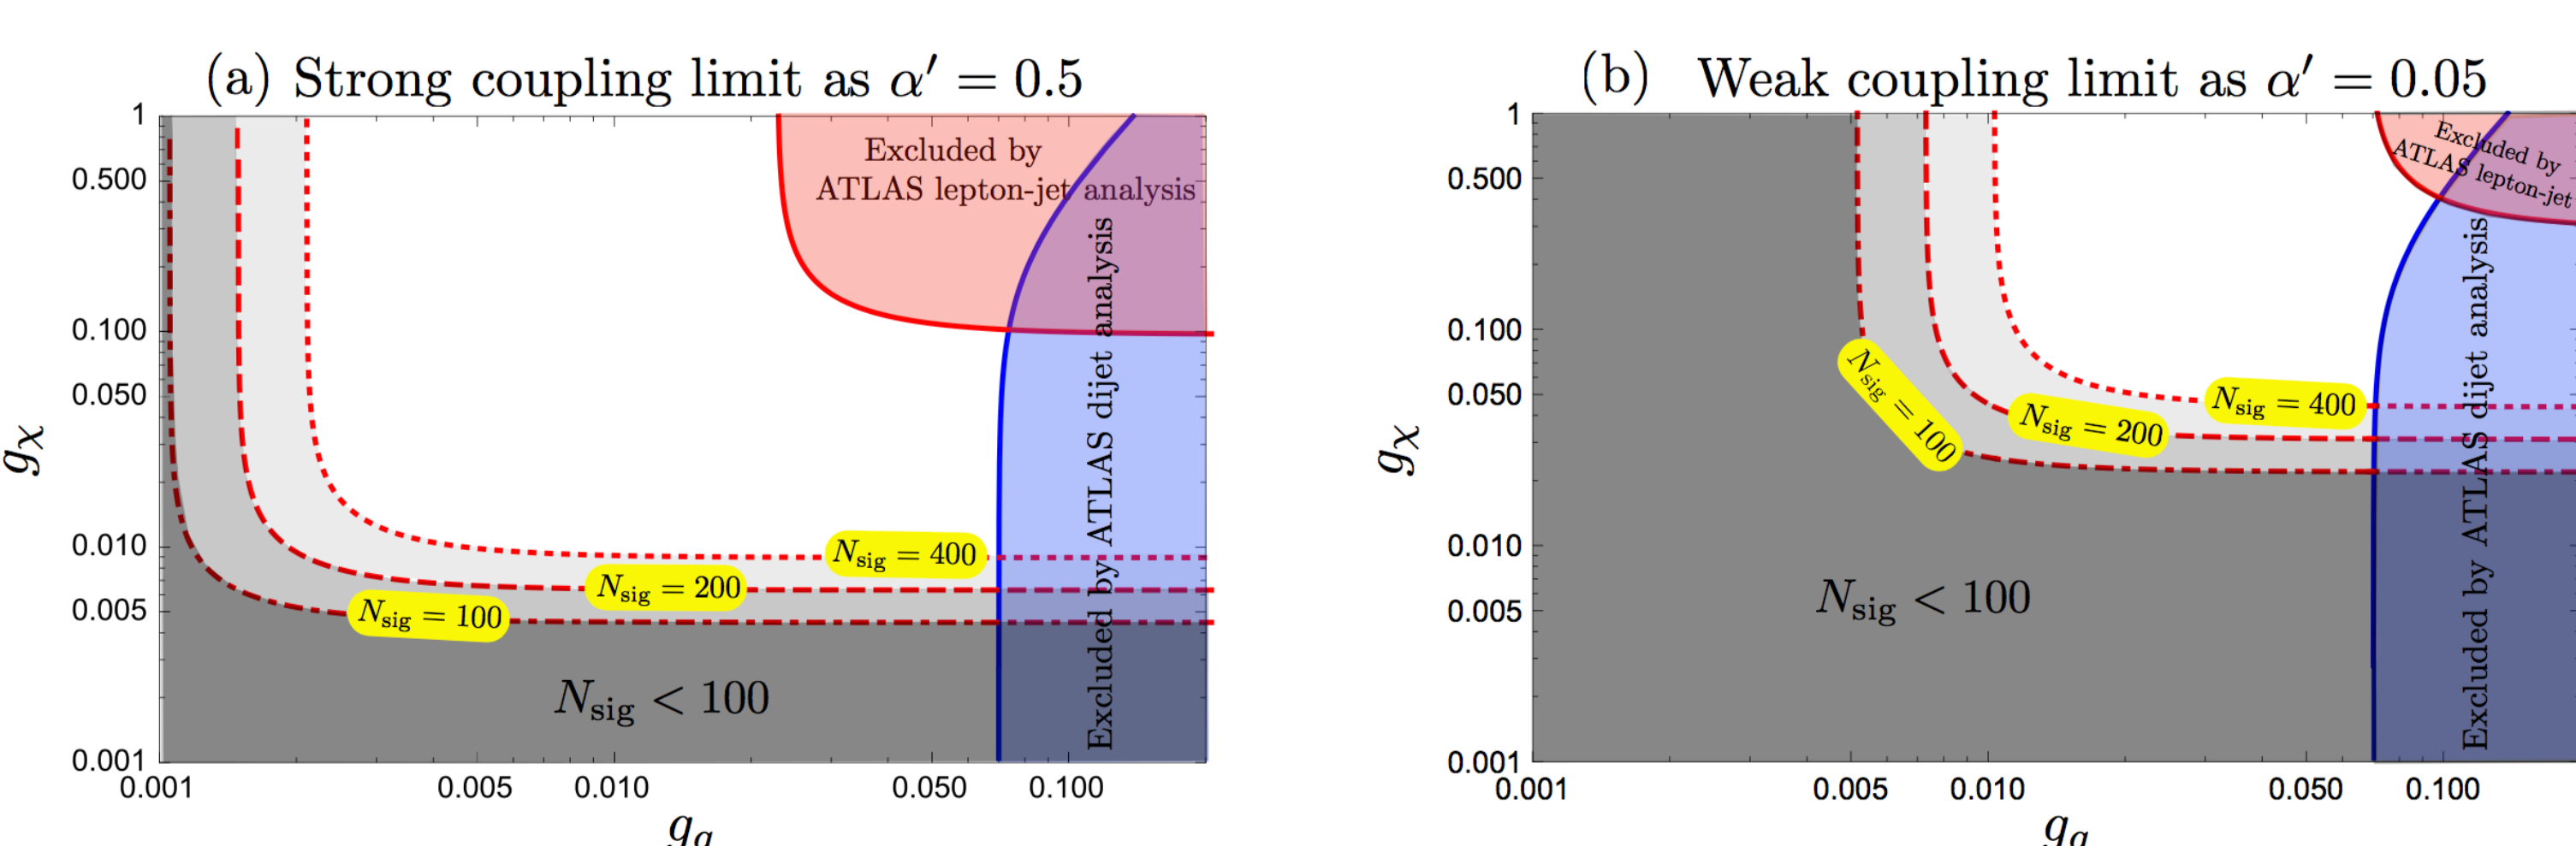 (a) Strong coupling limit as α′ = 0.5
1
0.500
0.100
0.050
0.010
0.005
0.001
gχ
Excluded by
ATLAS lepton-jet analysis
Excluded by ATLAS dijet analysis
Nsig = 400
Nsig = 200
Nsig = 100
Nsig < 100
0.001 0.005 0.010 0.050 0.100
gq
(b) Weak coupling limit as α′ = 0.05
1
0.500
0.100
0.050
0.010
0.005
0.001
gχ
Excluded by
ATLAS lepton-jet
Excluded by ATLAS dijet analysis
Nsig = 400
Nsig = 200
Nsig = 100
Nsig < 100
0.001 0.005 0.010 0.050 0.100
gq